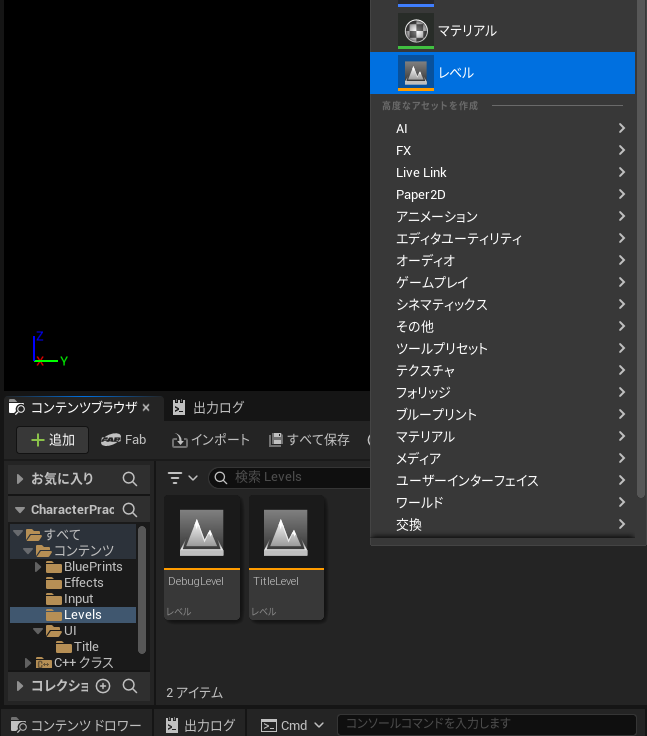 マテリアル
レベル
高度なアセットを作成
AI
FX
Live Link
Paper2D
アニメーション
エディタユーティリティ
オーディオ
ゲームプレイ
シネマティックス
その他
ツールプリセット
テクスチャ
フォリッジ
ブループリント
マテリアル
メディア
ユーザーインターフェイス
ワールド
交換
Z
X Y
コンテンツブラウザ × 出力ログ
追加 Fab インポート すべて保存
お気に入り
検索 Levels
CharacterPrac
すべて
コンテンツ
BluePrints
Effects
Input
Levels
UI
Title
C++ クラス
コレクショ
DebugLevel
レベル
TitleLevel
レベル
2 アイテム
コンテンツ ドロワー 出力ログ Cmd コンソールコマンドを入力します